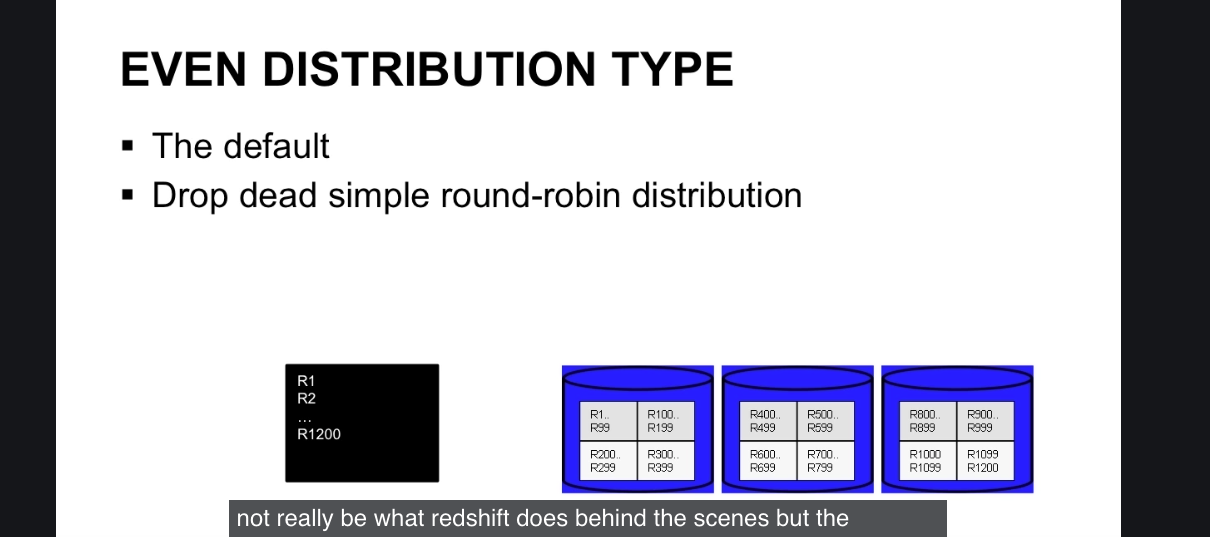 EVEN DISTRIBUTION TYPE
▪ The default
▪ Drop dead simple round-robin distribution
R1
R2
...
R1200
R1..
R99
R100..
R199
R200..
R299
R300..
R399
R400..
R499
R500..
R599
R600..
R699
R700..
R799
R800..
R899
R900..
R999
R1000
R1099
R1099
R1200
not really be what redshift does behind the scenes but the